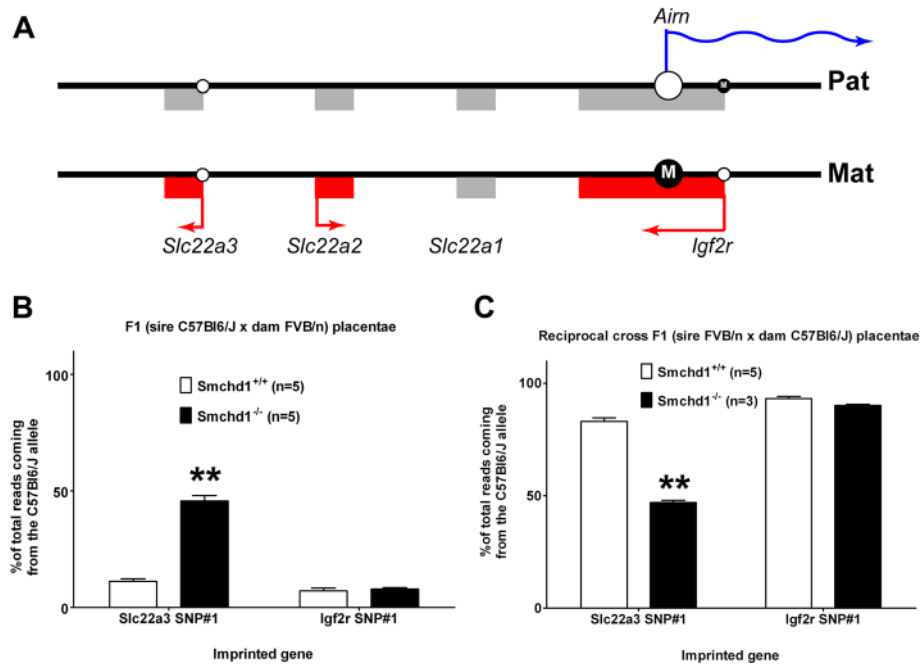 A
Airn
M
Pat
M
Mat
Slc22a3 Slc22a2 Slc22a1 Igf2r
B
F1 (sire C57Bl6/J x dam FVB/n) placentae
%of total reads coming
from the C57Bl6/J allele
100
50
0
Smchd1+/+ (n=5)
Smchd1-/- (n=5)
**
Slc22a3 SNP#1 Igf2r SNP#1
Imprinted gene
C
Reciprocal cross F1 (sire FVB/n x dam C57Bl6/J) placentae
%of total reads coming
from the C57Bl6/J allele
100
50
0
Smchd1+/+ (n=5)
Smchd1-/- (n=3)
**
Slc22a3 SNP#1 Igf2r SNP#1
Imprinted gene